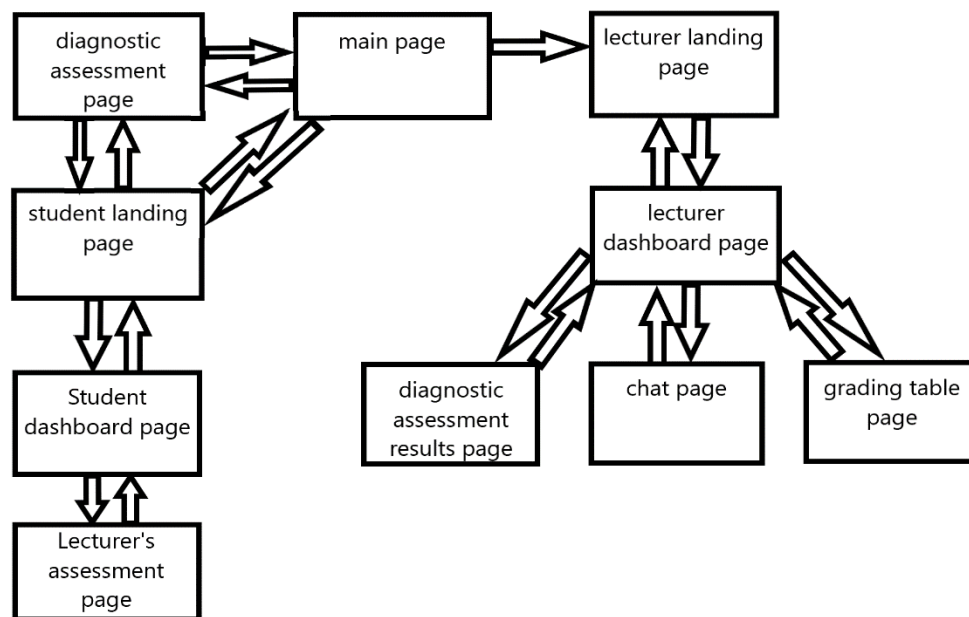 diagnostic
assessment
page
main page
lecturer landing
page
student landing
page
lecturer
dashboard page
Student
dashboard page
diagnostic
assessment
results page
chat page
grading table
page
Lecturer's
assessment
page